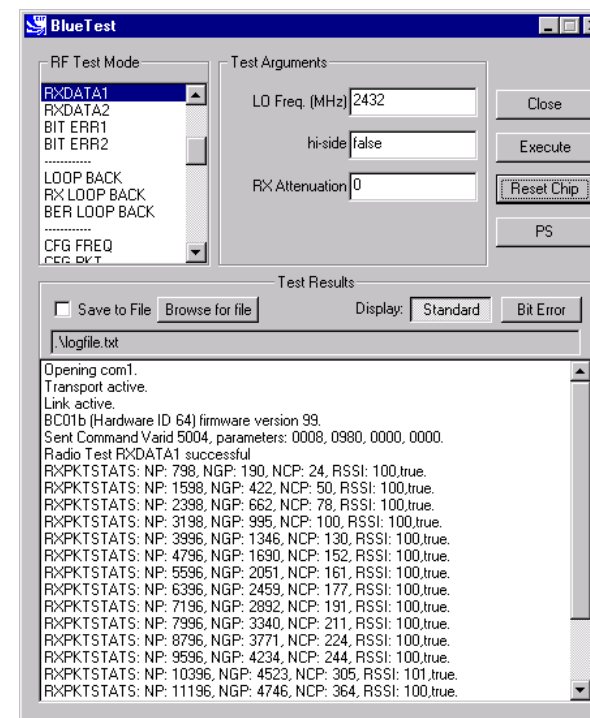 BlueTest
RF Test Mode
RXDATA1
RXDATA2
BIT ERR1
BIT ERR2
------------
LOOP BACK
RX LOOP BACK
BER LOOP BACK
------------
CFG FREQ
CFG PKT
Test Arguments
LO Freq. (MHz) 2432
hi-side false
RX Attenuation 0
Close
Execute
Reset Chip
PS
Test Results
Save to File Browse for file Display: Standard Bit Error
.\logfile.txt
Opening com1.
Transport active.
Link active.
BC01b (Hardware ID 64) firmware version 99.
Sent Command Varid 5004, parameters: 0008, 0980, 0000, 0000.
Radio Test RXDATA1 successful
RXPKTSTATS: NP: 798, NGP: 190, NCP: 24, RSSI: 100,true.
RXPKTSTATS: NP: 1598, NGP: 422, NCP: 50, RSSI: 100,true.
RXPKTSTATS: NP: 2398, NGP: 662, NCP: 78, RSSI: 100,true.
RXPKTSTATS: NP: 3198, NGP: 995, NCP: 100, RSSI: 100,true.
RXPKTSTATS: NP: 3996, NGP: 1346, NCP: 130, RSSI: 100,true.
RXPKTSTATS: NP: 4796, NGP: 1690, NCP: 152, RSSI: 100,true.
RXPKTSTATS: NP: 5596, NGP: 2051, NCP: 161, RSSI: 100,true.
RXPKTSTATS: NP: 6396, NGP: 2459, NCP: 177, RSSI: 100,true.
RXPKTSTATS: NP: 7196, NGP: 2892, NCP: 191, RSSI: 100,true.
RXPKTSTATS: NP: 7996, NGP: 3340, NCP: 211, RSSI: 100,true.
RXPKTSTATS: NP: 8796, NGP: 3771, NCP: 224, RSSI: 100,true.
RXPKTSTATS: NP: 9596, NGP: 4234, NCP: 244, RSSI: 100,true.
RXPKTSTATS: NP: 10396, NGP: 4523, NCP: 305, RSSI: 101,true.
RXPKTSTATS: NP: 11196, NGP: 4746, NCP: 364, RSSI: 100,true.